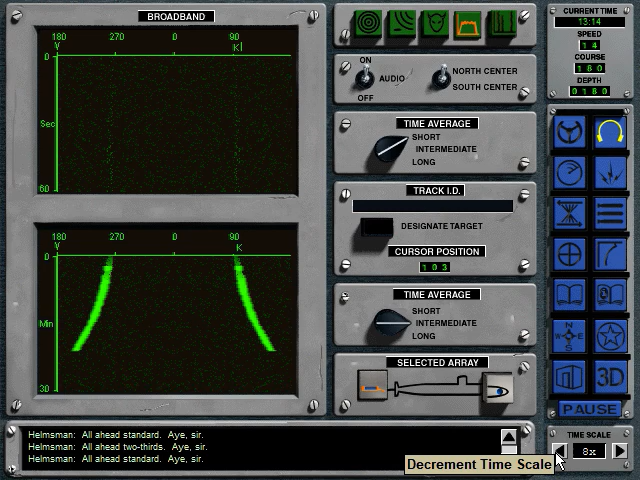 BROADBAND
180 270 0 90
V K
0
Sec
60
180 270 0 90
V K
0
Min
30
ON
AUDIO
OFF
NORTH CENTER
SOUTH CENTER
TIME AVERAGE
SHORT
INTERMEDIATE
LONG
TRACK I.D.
DESIGNATE TARGET
CURSOR POSITION
103
TIME AVERAGE
SHORT
INTERMEDIATE
LONG
SELECTED ARRAY
CURRENT TIME
13:14
SPEED
14
COURSE
180
DEPTH
0180
N
W E
S
3D
PAUSE
TIME SCALE
8x
Helmsman: All ahead standard. Aye, sir.
Helmsman: All ahead two-thirds. Aye, sir.
Helmsman: All ahead standard. Aye, sir.
Decrement Time Scale